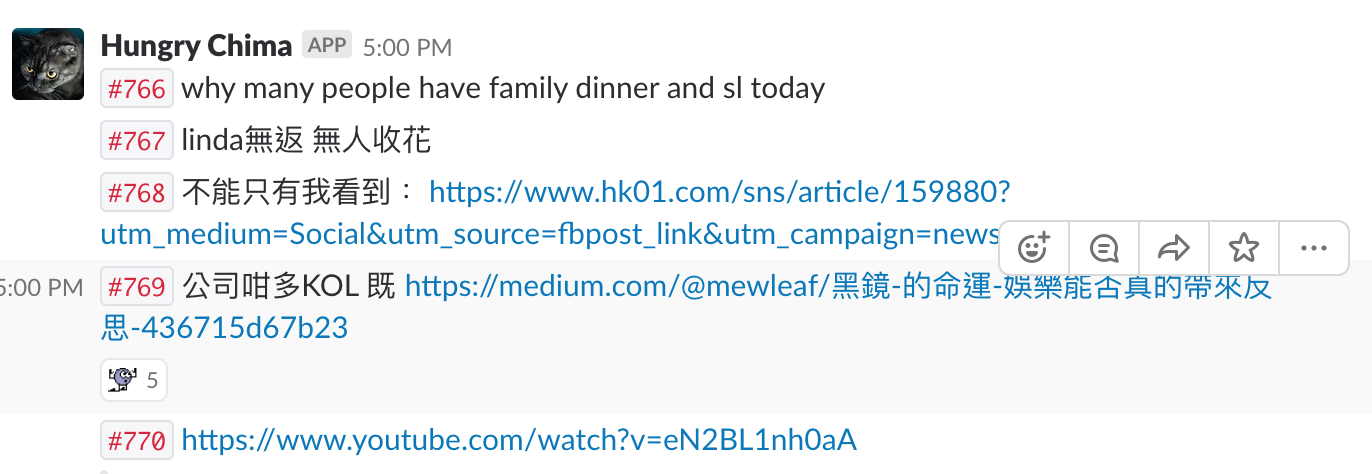 Hungry Chima APP 5:00 PM
#766 why many people have family dinner and sl today
#767 linda無返 無人收花
#768 不能只有我看到： https://www.hk01.com/sns/article/159880?
utm_medium=Social&utm_source=fbpost_link&utm_campaign=news
5:00 PM #769 公司咁多KOL 既 https://medium.com/@mewleaf/黑鏡-的命運-娛樂能否真的帶來反
思-436715d67b23
5
#770 https://www.youtube.com/watch?v=eN2BL1nh0aA